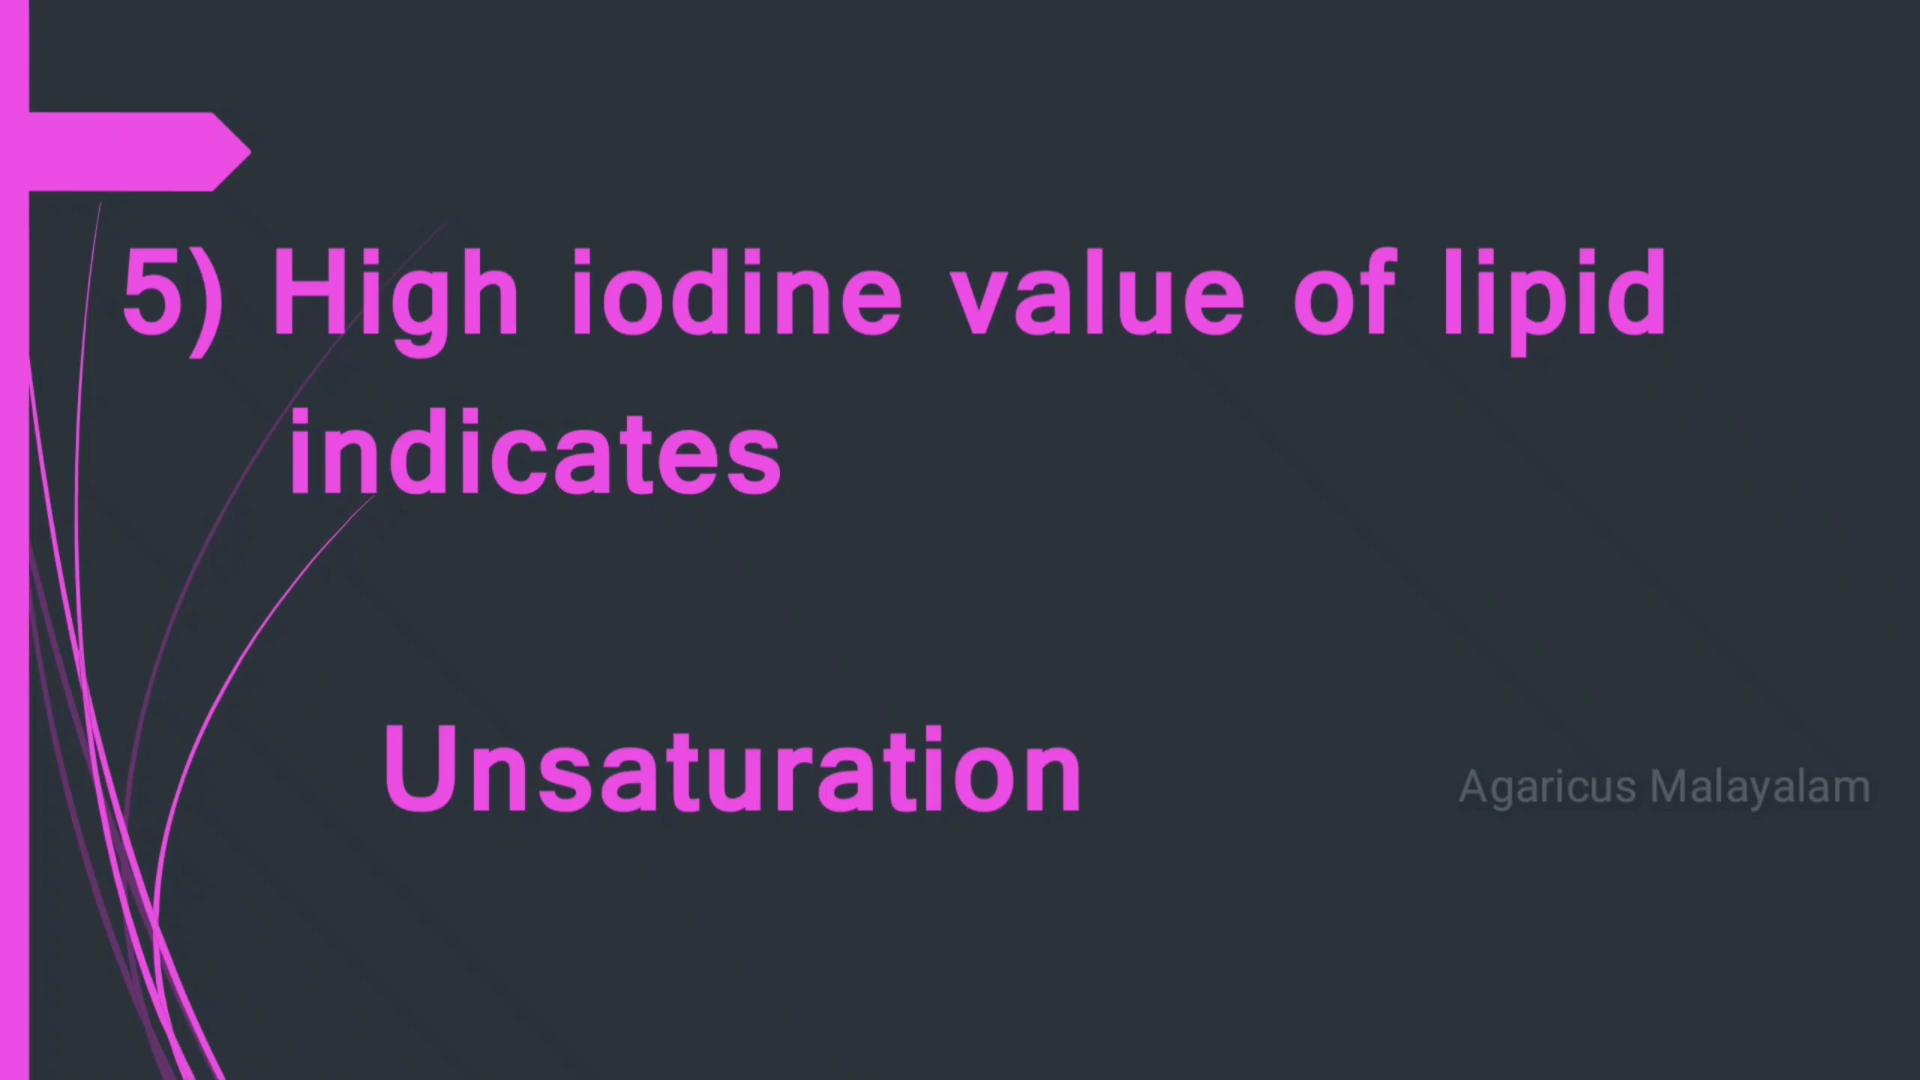 5) High iodine value of lipid
indicates
Unsaturation
Agaricus Malayalam